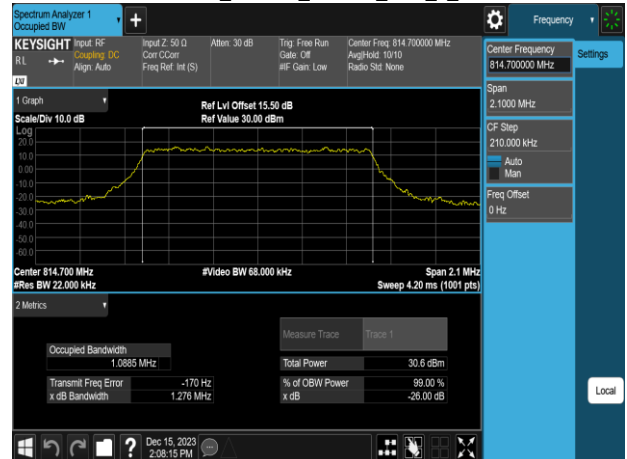 Spectrum Analyzer 1
Occupied BW
Frequency
KEYSIGHT
R L
LXI
Input: RF
Coupling: DC
Align: Auto
Input Z: 50 Ω
Corr CCorr
Freq Ref: Int (S)
Atten: 30 dB
Trig: Free Run
Gate: Off
#IF Gain: Low
Center Freq: 814.700000 MHz
Avg|Hold: 10/10
Radio Std: None
Center Frequency
814.700000 MHz
Settings
Span
2.1000 MHz
CF Step
210.000 kHz
Auto
Man
Freq Offset
0 Hz
Local
1 Graph
Scale/Div 10.0 dB
Ref Lvl Offset 15.50 dB
Ref Value 30.00 dBm
Log
20.0
10.0
0.00
-10.0
-20.0
-30.0
-40.0
-50.0
-60.0
Center 814.700 MHz
#Res BW 22.000 kHz
#Video BW 68.000 kHz
Span 2.1 MHz
Sweep 4.20 ms (1001 pts)
2 Metrics
Measure Trace Trace 1
Occupied Bandwidth
1.0885 MHz
Total Power 30.6 dBm
Transmit Freq Error -170 Hz
% of OBW Power 99.00 %
x dB Bandwidth 1.276 MHz
x dB -26.00 dB
Dec 15, 2023
2:08:15 PM